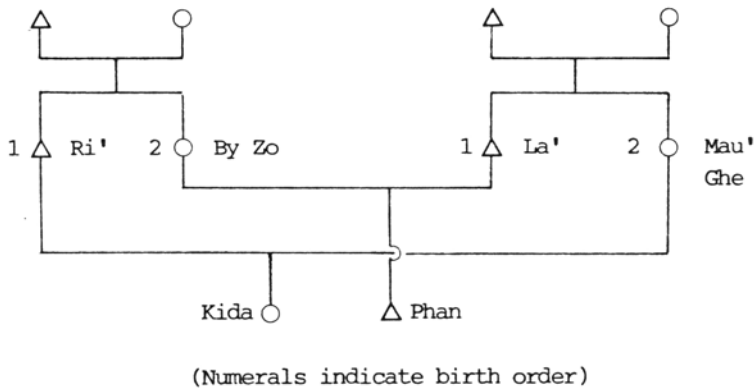 1 Ri' 2 By Zo 1 La' 2 Mau'
Ghe
Kida Phan
(Numerals indicate birth order)